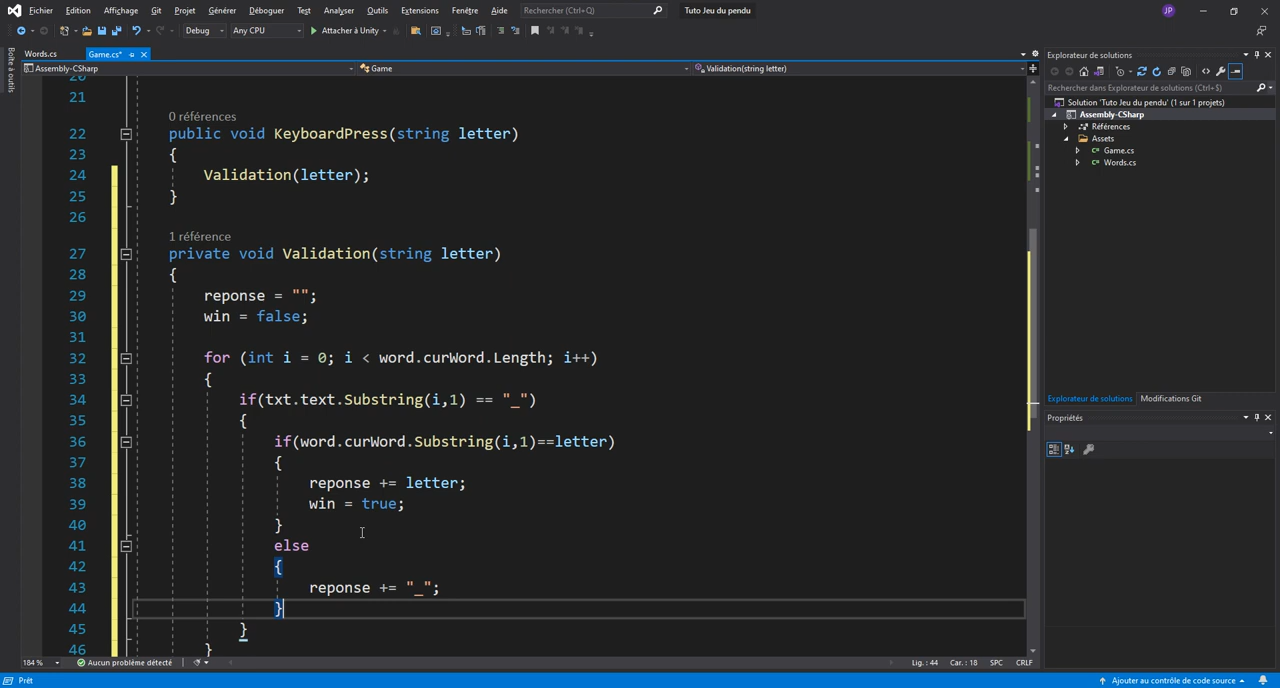 Fichier Edition Affichage Git Projet Générer Déboguer Test Analyser Outils Extensions Fenêtre Aide Rechercher (Ctrl+Q) Tuto Jeu du pendu JP
Debug Any CPU Attacher à Unity
Boîte à outils
Words.cs Game.cs*
Assembly-CSharp Game Validation(string letter)
20
21
0 références
22 public void KeyboardPress(string letter)
23 {
24 Validation(letter);
25 }
26
1 référence
27 private void Validation(string letter)
28 {
29 reponse = "";
30 win = false;
31
32 for (int i = 0; i < word.curWord.Length; i++)
33 {
34 if(txt.text.Substring(i,1) == "_")
35 {
36 if(word.curWord.Substring(i,1)==letter)
37 {
38 reponse += letter;
39 win = true;
40 }
41 else
42 {
43 reponse += "_";
44 }
45 }
46 }
184 % Aucun problème détecté Lig. : 44 Car. : 18 SPC CRLF
Prêt Ajouter au contrôle de code source
Explorateur de solutions
Rechercher dans Explorateur de solutions (Ctrl+$)
Solution 'Tuto Jeu du pendu' (1 sur 1 projets)
Assembly-CSharp
Références
Assets
Game.cs
Words.cs
Explorateur de solutions Modifications Git
Propriétés